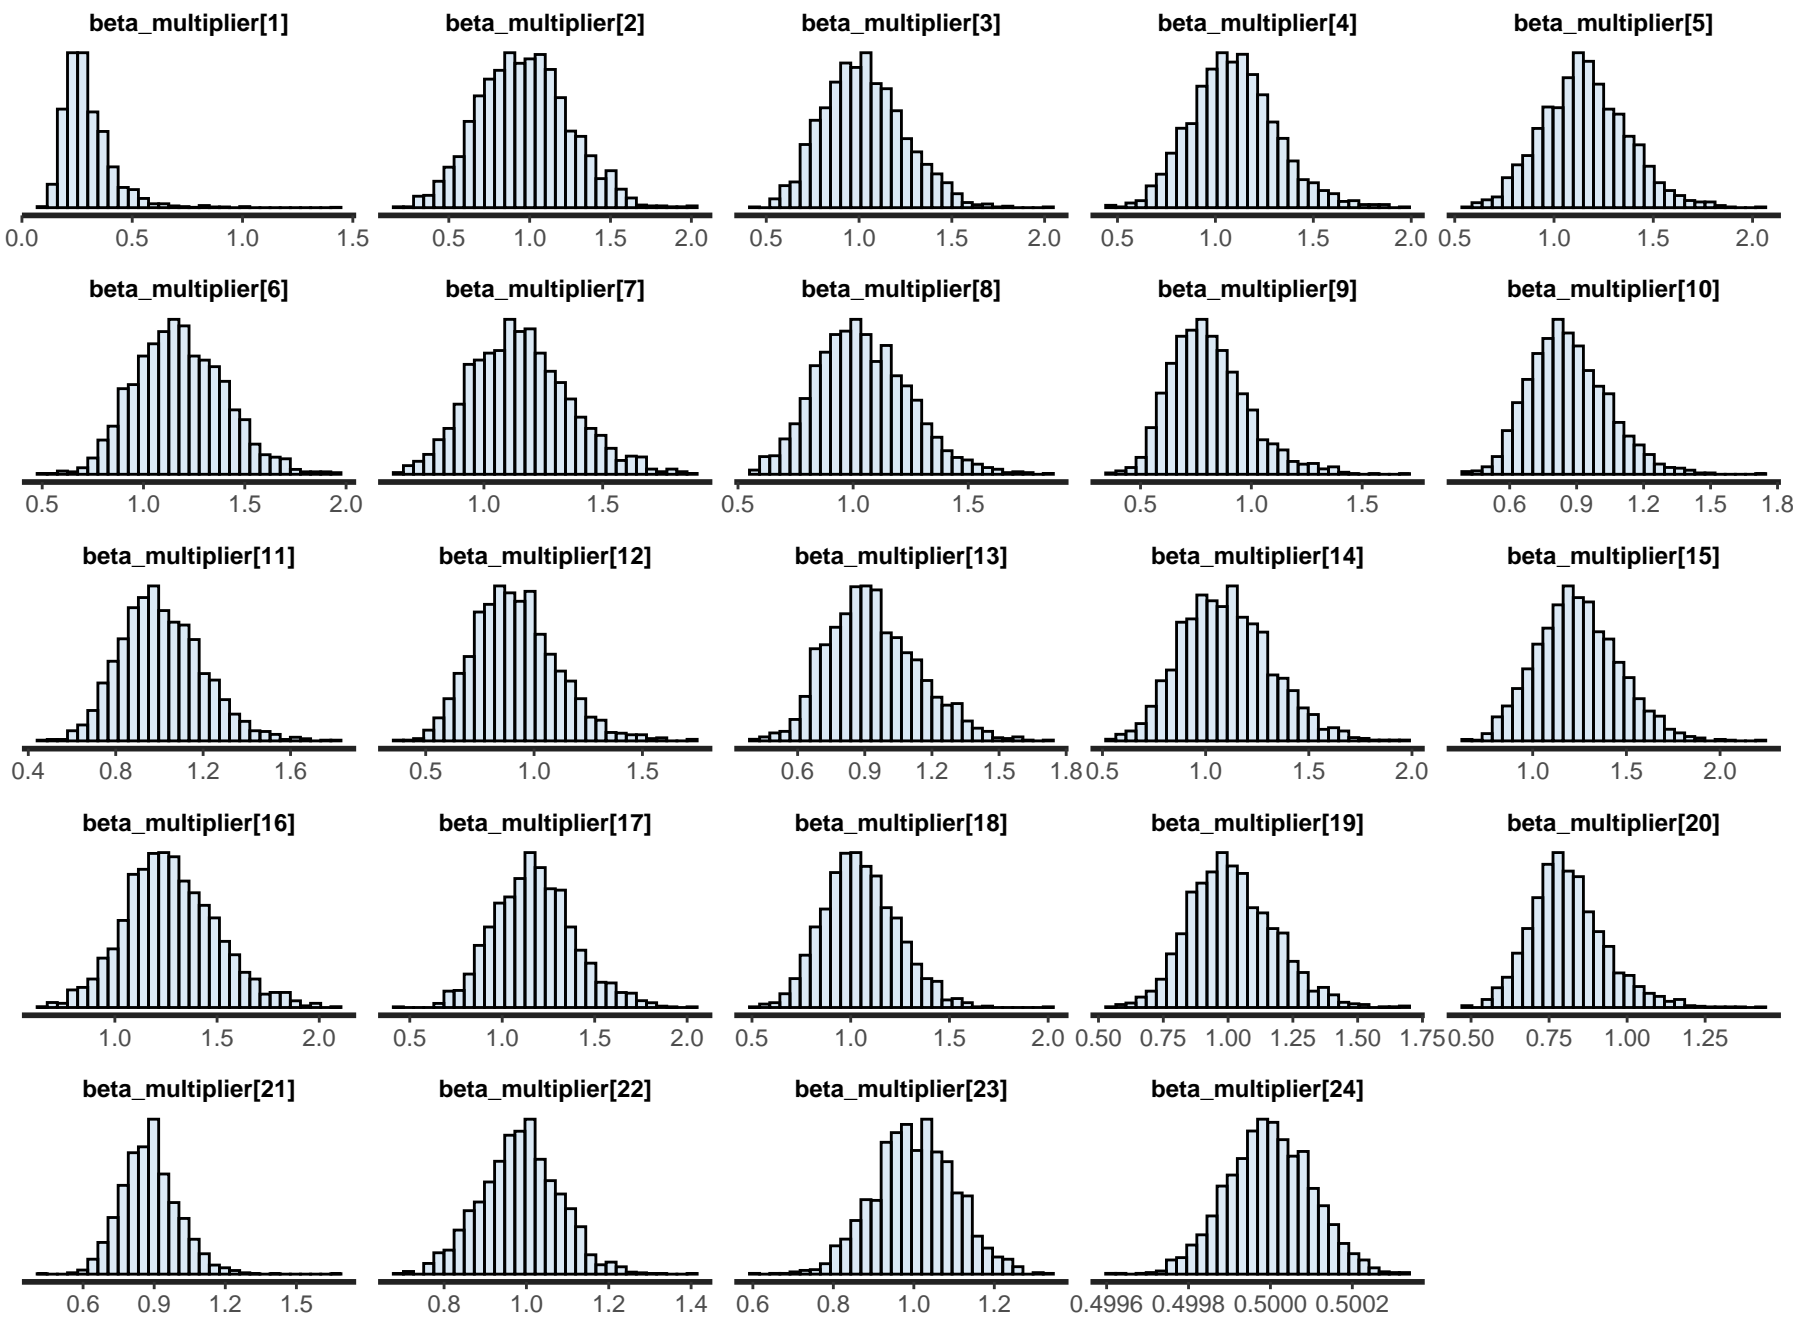 beta_multiplier[1] beta_multiplier[2] beta_multiplier[3] beta_multiplier[4] beta_multiplier[5]
0.0 0.5 1.0 1.5 0.5 1.0 1.5 2.0 0.5 1.0 1.5 2.0 0.5 1.0 1.5 2.0 0.5 1.0 1.5 2.0
beta_multiplier[6] beta_multiplier[7] beta_multiplier[8] beta_multiplier[9] beta_multiplier[10]
0.5 1.0 1.5 2.0 1.0 1.5 0.5 1.0 1.5 0.5 1.0 1.5 0.6 0.9 1.2 1.5 1.8
beta_multiplier[11] beta_multiplier[12] beta_multiplier[13] beta_multiplier[14] beta_multiplier[15]
0.4 0.8 1.2 1.6 0.5 1.0 1.5 0.6 0.9 1.2 1.5 1.8 0.5 1.0 1.5 2.0 1.0 1.5 2.0
beta_multiplier[16] beta_multiplier[17] beta_multiplier[18] beta_multiplier[19] beta_multiplier[20]
1.0 1.5 2.0 0.5 1.0 1.5 2.0 0.5 1.0 1.5 2.0 0.50 0.75 1.00 1.25 1.50 1.75 0.50 0.75 1.00 1.25
beta_multiplier[21] beta_multiplier[22] beta_multiplier[23] beta_multiplier[24]
0.6 0.9 1.2 1.5 0.8 1.0 1.2 1.4 0.6 0.8 1.0 1.2 0.4996 0.4998 0.5000 0.5002